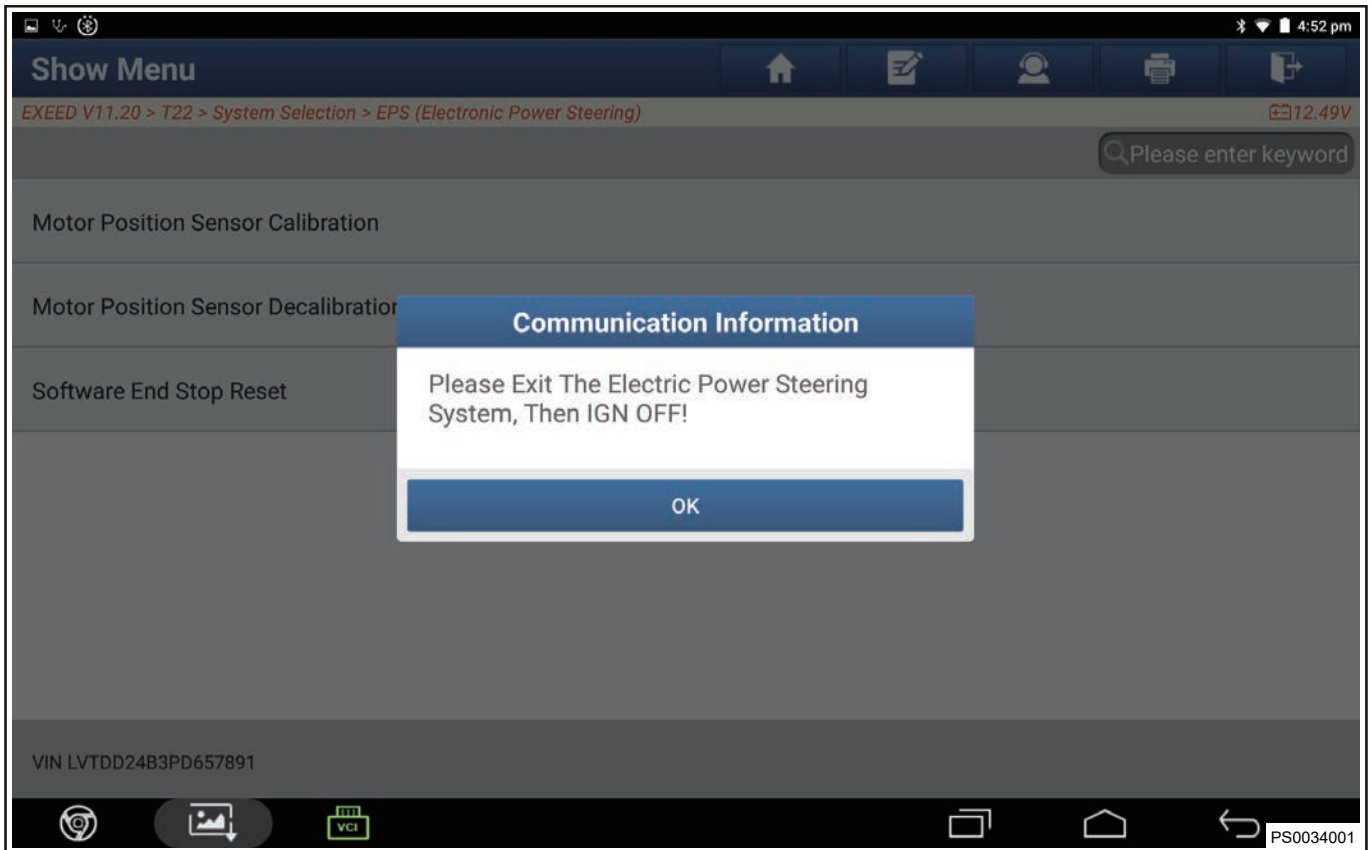 4:52 pm
Show Menu
EXEED V11.20 > T22 > System Selection > EPS (Electronic Power Steering)
12.49V
Please enter keyword
Motor Position Sensor Calibration
Motor Position Sensor Decalibration
Communication Information
Software End Stop Reset
Please Exit The Electric Power Steering
System, Then IGN OFF!
OK
VIN LVTDD24B3PD657891
VCI
PS0034001